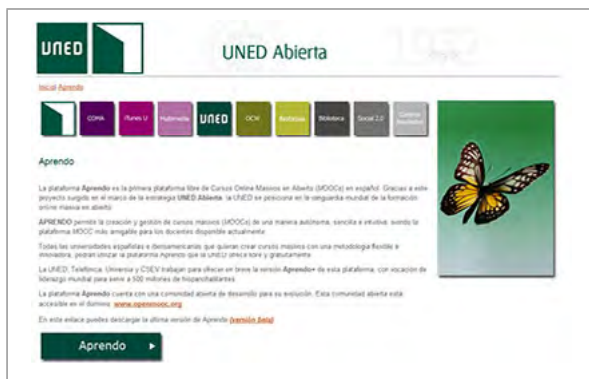 UNED
UNED Abierta
Inicial Aprendo
COMA
iTunes U
Multimedia
UNED
OCW
Biblioteca
Social 2.0
Aprendo
La plataforma Aprendo es la primera plataforma libre de Cursos Online Masivos en Abierto (MOOCs) en español. Gracias a este
proyecto surgido en el marco de la estrategia UNED Abierta, la UNED se posiciona en la vanguardia mundial de la formación
online masiva en abierto.
APRENDO permite la creación y gestión de cursos masivos (MOOCs) de una manera autónoma, sencilla e intuitiva, siendo la
plataforma MOOC más amigable para los docentes disponible actualmente.
Todas las universidades españolas e iberoamericanas que quieran crear cursos masivos con una metodología flexible e
innovadora, podrán utilizar la plataforma Aprendo que la UNED ofrece libre y gratuitamente
La UNED, Telefónica, Universia y CSEV trabajan para ofrecer en breve la versión Aprendo+ de esta plataforma, con vocación de
liderazgo mundial para servir a 500 millones de hispanohablantes
La plataforma Aprendo cuenta con una comunidad abierta de desarrollo para su evolución. Esta comunidad abierta está
accesible en el dominio: www.openmooc.org
En este enlace puedes descargar la última versión de Aprendo (versión beta)
Aprendo